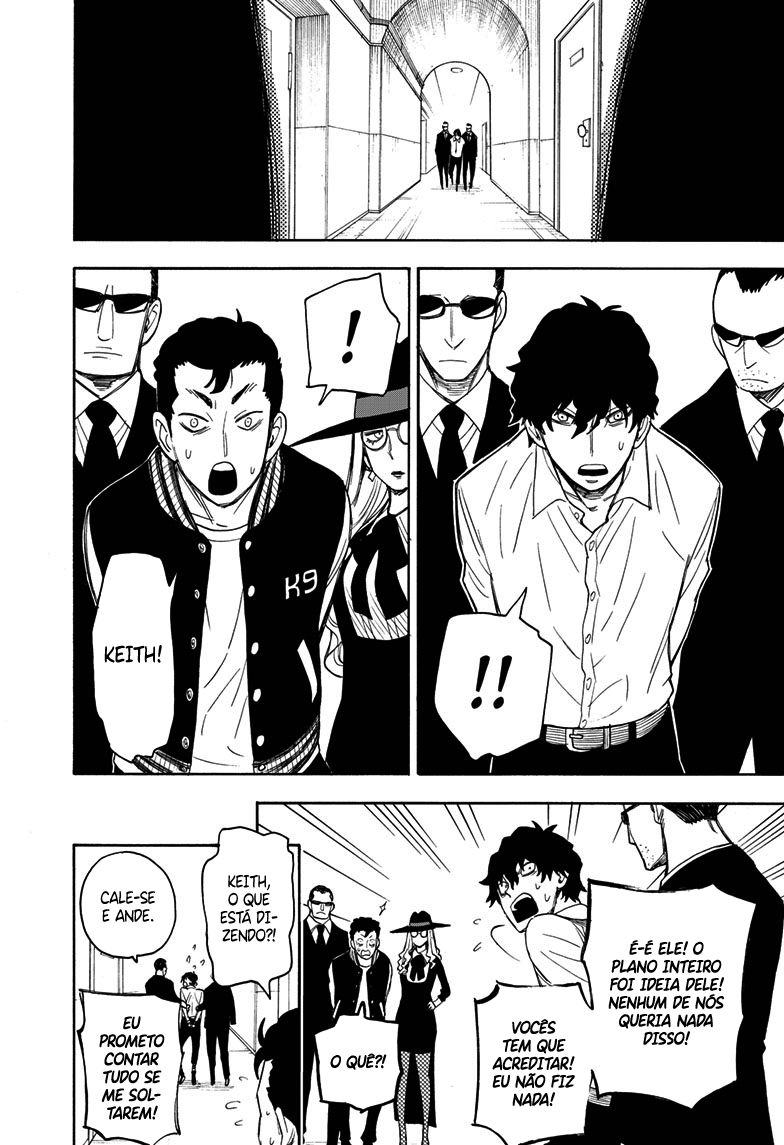 !!
!
K9
KEITH!
É-É ELE! O
PLANO INTEIRO
FOI IDEIA DELE!
NENHUM DE NÓS
QUERIA NADA
DISSO!
VOCÊS
TEM QUE
ACREDITAR!
EU NÃO FIZ
NADA!
O QUÊ?!
KEITH,
O QUE
ESTÁ DI-
ZENDO?!
CALE-SE
E ANDE.
EU
PROMETO
CONTAR
TUDO SE
ME SOL-
TAREM!